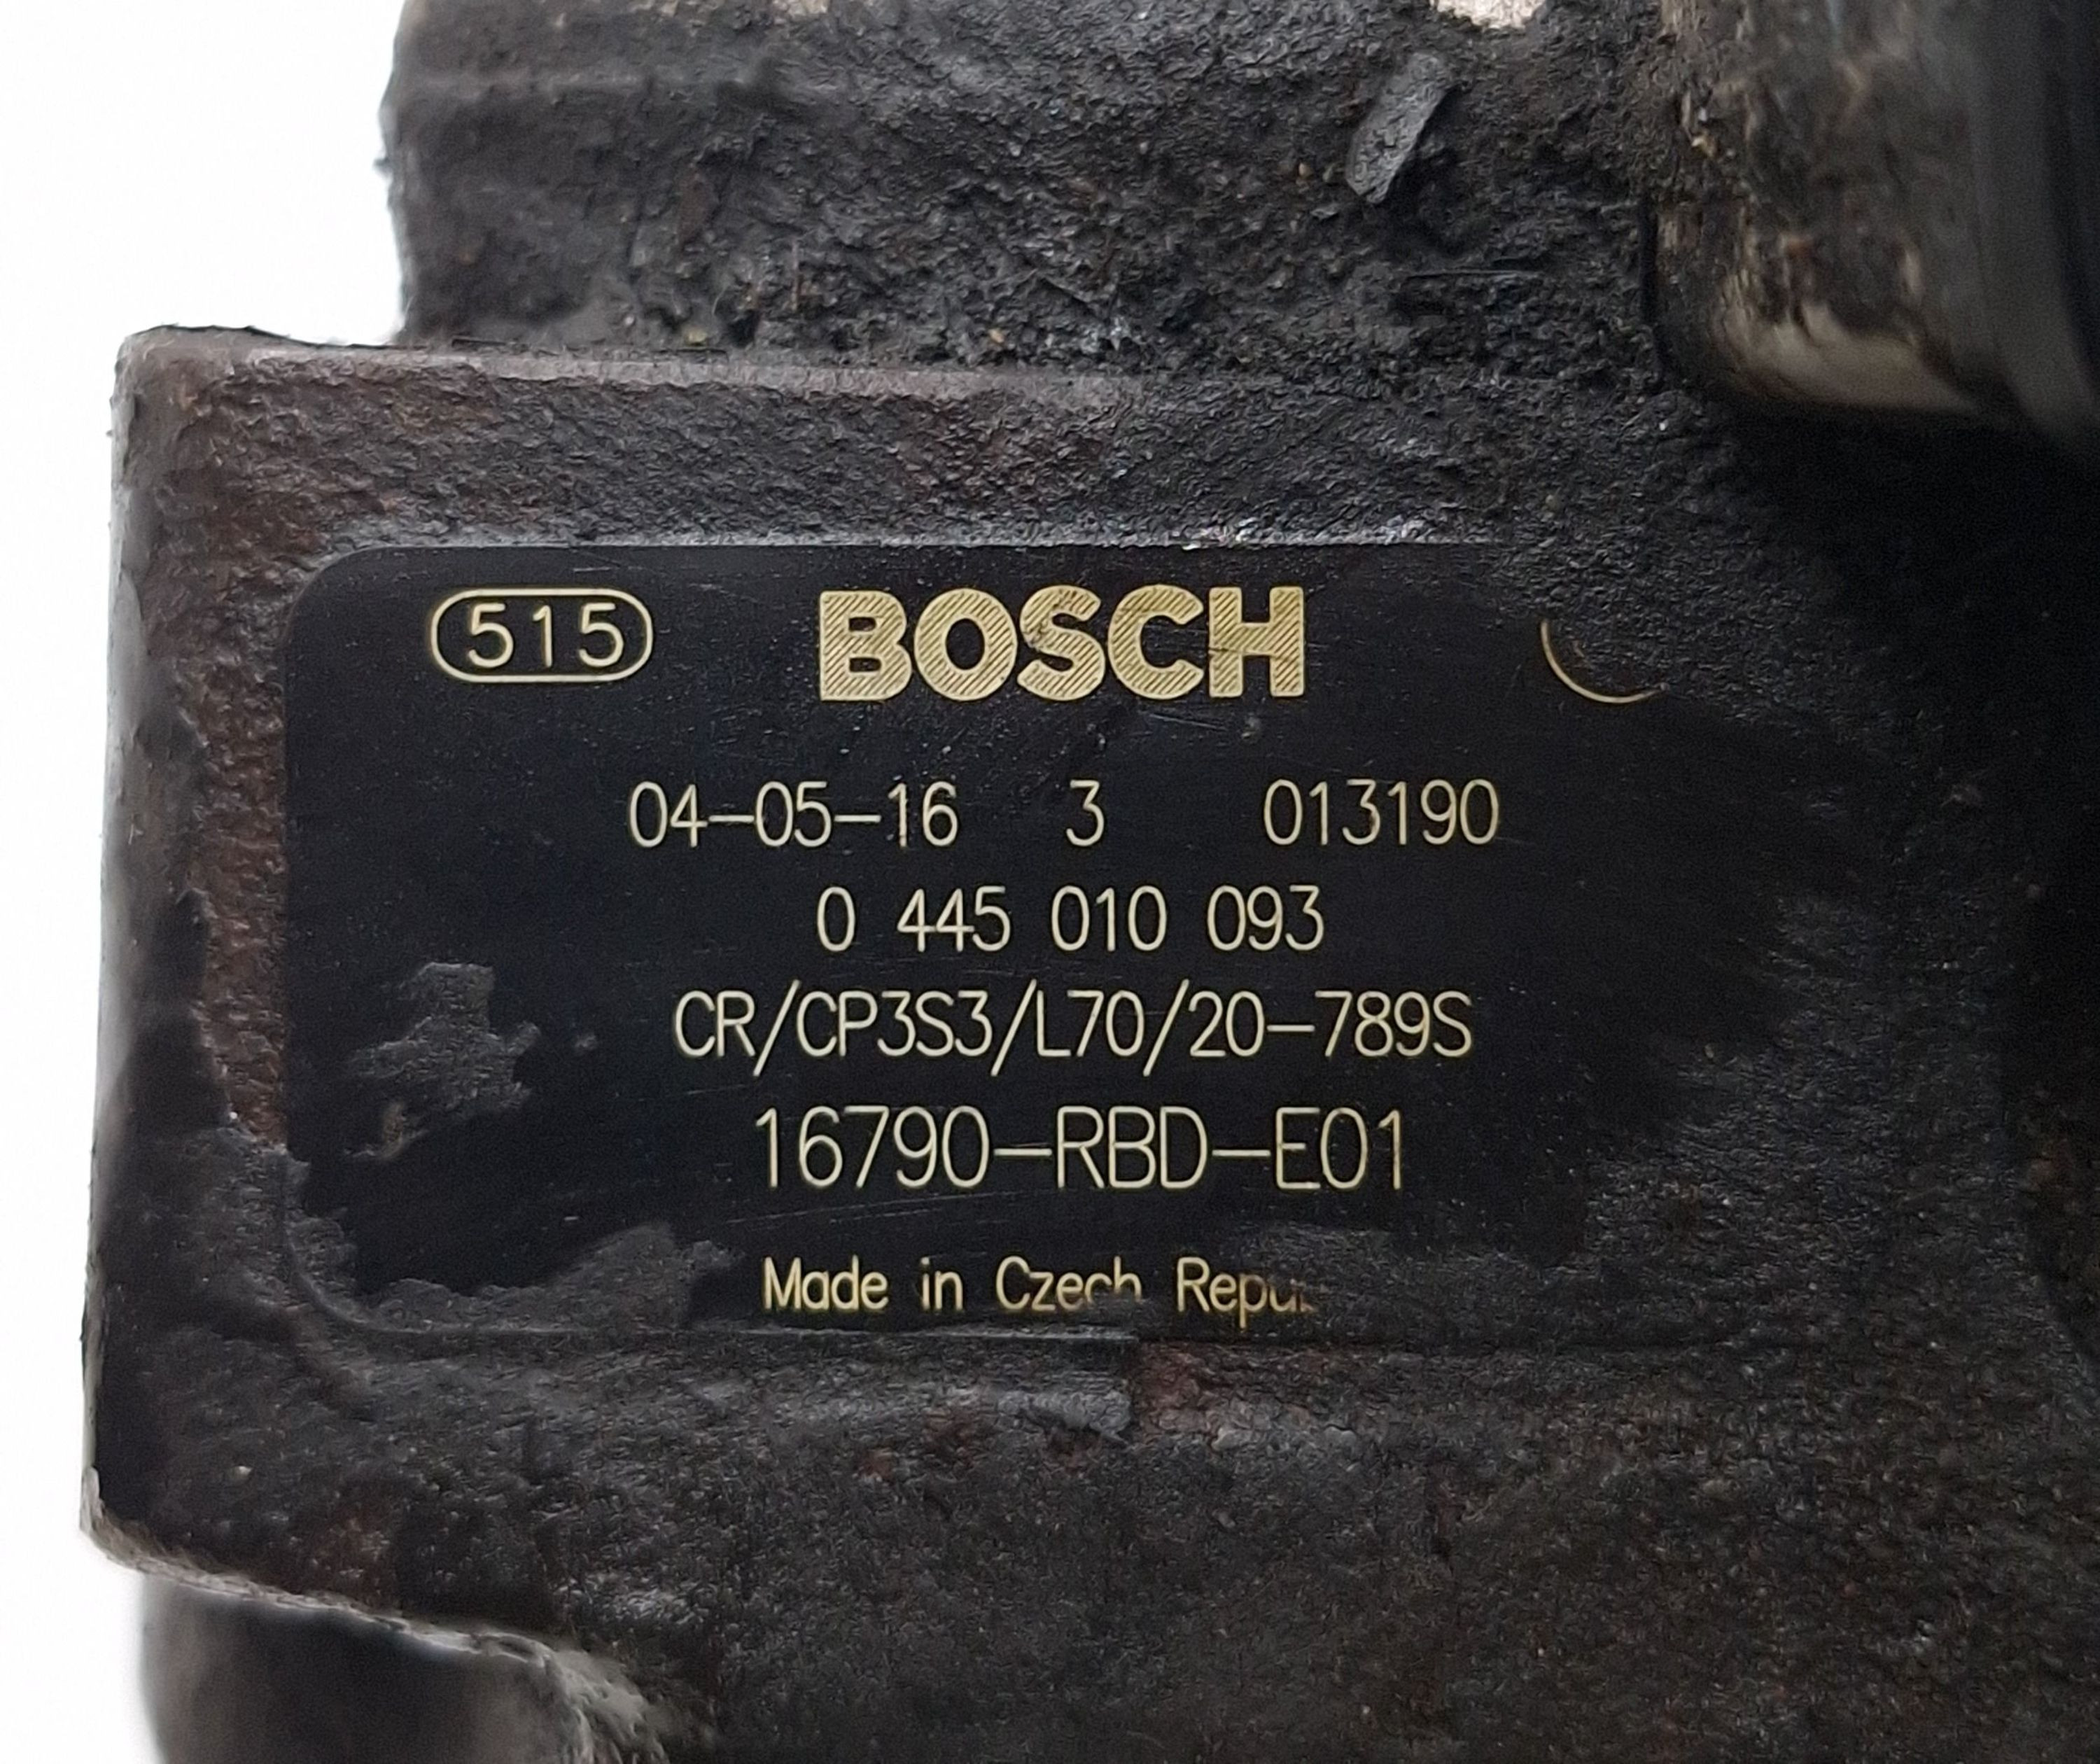 515 BOSCH
04-05-16 3 013190
0 445 010 093
CR/CP3S3/L70/20-789S
16790-RBD-E01
Made in Czech